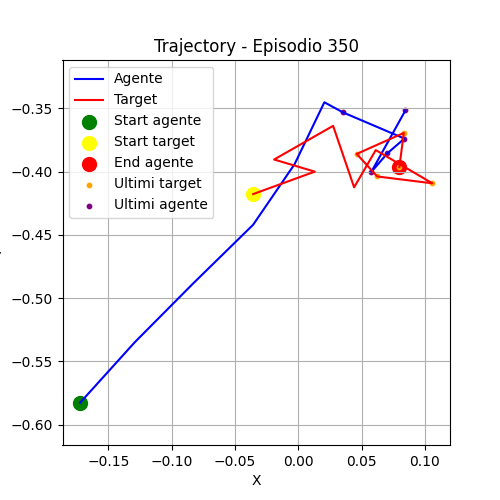 Trajectory - Episodio 350
Agente
Target
Start agente
Start target
End agente
Ultimi target
Ultimi agente
−0.35
−0.40
−0.45
−0.50
−0.55
−0.60
−0.15
−0.10
−0.05
0.00
0.05
0.10
X